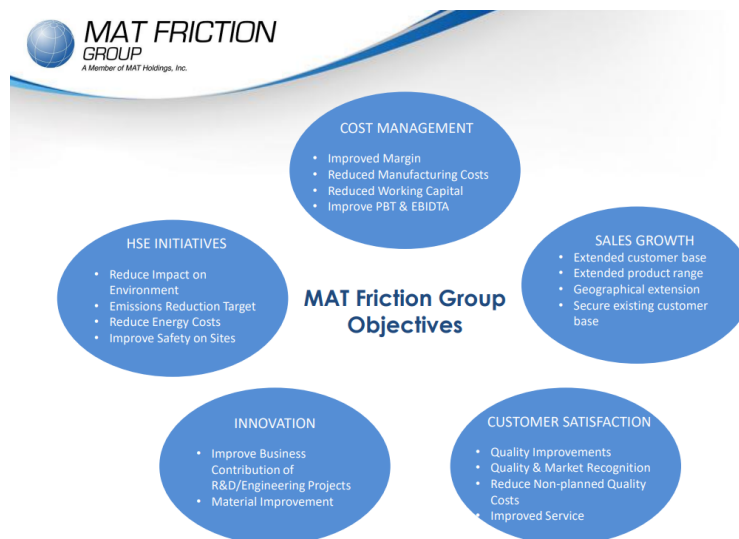 MAT FRICTION
GROUP
A Member of MAT Holdings, Inc.
COST MANAGEMENT
• Improved Margin
• Reduced Manufacturing Costs
• Reduced Working Capital
• Improve PBT & EBIDTA
HSE INITIATIVES
• Reduce Impact on
Environment
• Emissions Reduction Target
• Reduce Energy Costs
• Improve Safety on Sites
SALES GROWTH
• Extended customer base
• Extended product range
• Geographical extension
• Secure existing customer
base
MAT Friction Group
Objectives
INNOVATION
• Improve Business
Contribution of
R&D/Engineering Projects
• Material Improvement
CUSTOMER SATISFACTION
• Quality Improvements
• Quality & Market Recognition
• Reduce Non-planned Quality
Costs
• Improved Service